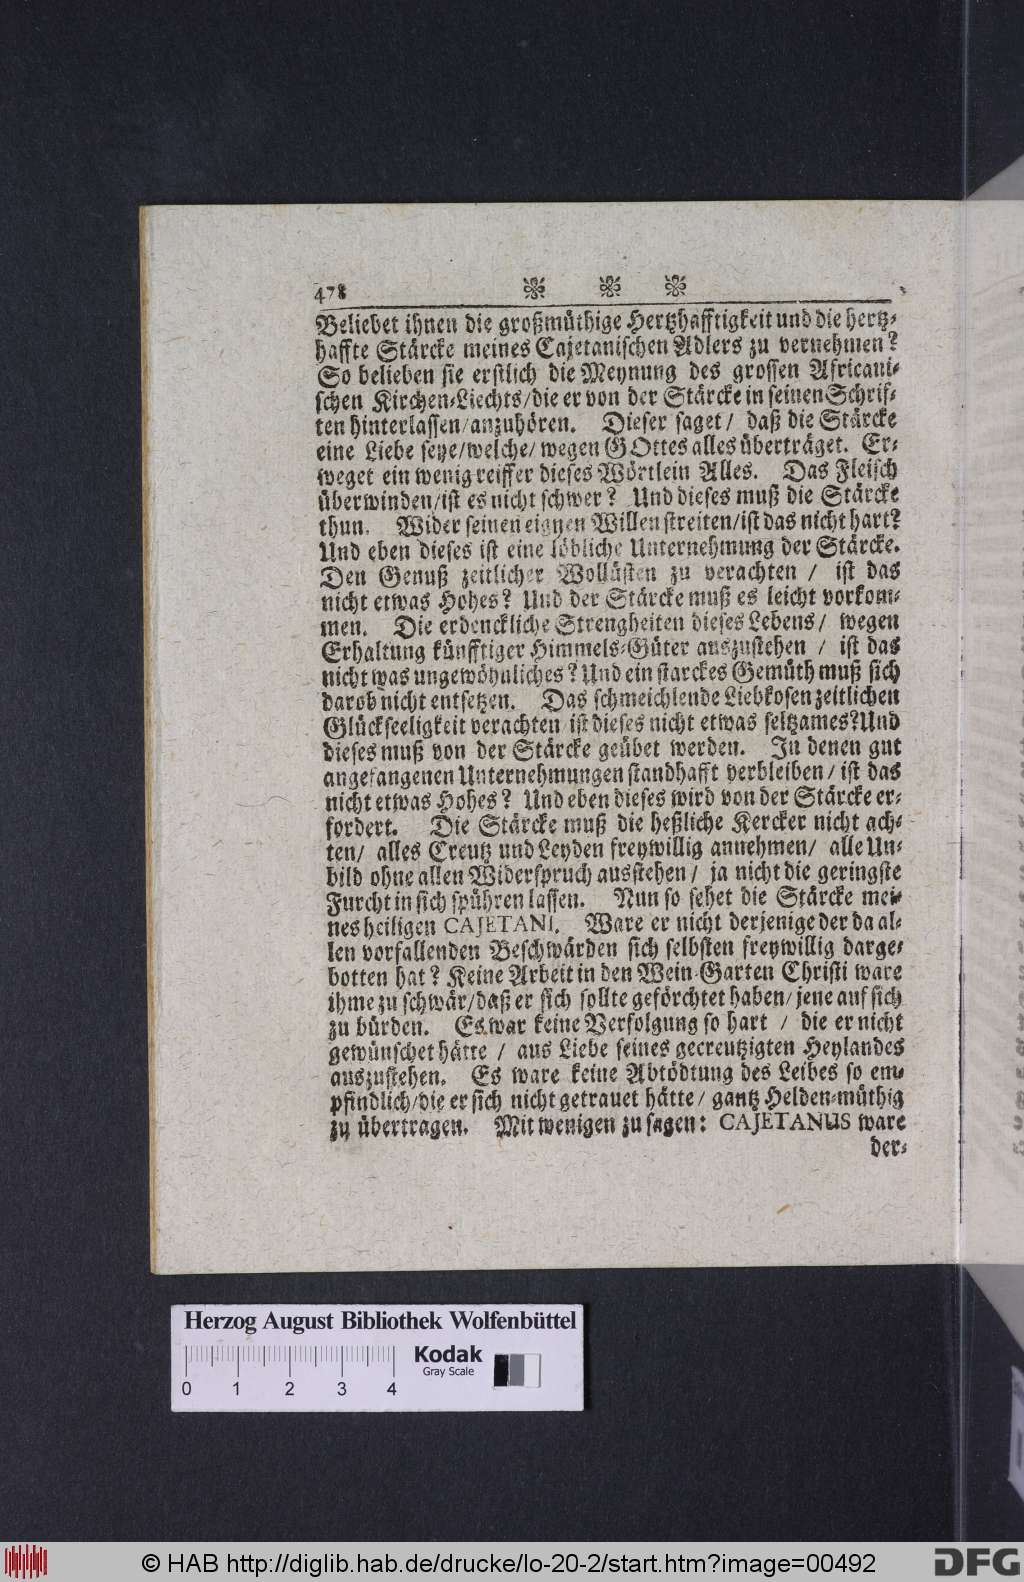 478
Beliebet ihnen die großmüthige Hertzhafftigkeit und die hertz-
haffte Stärcke meines Cajetanischen Adlers zu vernehmen?
So belieben sie erstlich die Meynung des grossen Africani-
schen Kirchen-Liechts/die er von der Stärcke in seinen Schrif-
ten hinterlassen/anzuhören. Dieser saget/ daß die Stärcke
eine Liebe seye/welche/ wegen GOttes alles überträget. Er-
weget ein wenig reiffer dieses Wörtlein Alles. Das Fleisch
überwinden/ist es nicht schwer? Und dieses muß die Stärcke
thun. Wider seinen eignen Willen streiten/ist das nicht hart?
Und eben dieses ist eine löbliche Unternehmung der Stärcke.
Den Genuß zeitlicher Wollüsten zu verachten / ist das
nicht etwas Hohes? Und der Stärcke muß es leicht vorkom-
men. Die erdenckliche Strengheiten dieses Lebens/ wegen
Erhaltung künfftiger Himmels-Güter auszustehen / ist das
nicht was ungewöhnliches? Und ein starckes Gemüth muß sich
darob nicht entsetzen. Das schmeichlende Liebkosen zeitlichen
Glückseeligkeit verachten/ist dieses nicht etwas seltzames?Und
dieses muß von der Stärcke geübet werden. In denen gut
angefangenen Unternehmungen standhafft verbleiben/ ist das
nicht etwas Hohes? Und eben dieses wird von der Stärcke er-
fordert. Die Stärcke muß die heßliche Kercker nicht ach-
ten/ alles Creutz und Leyden freywillig annehmen/ alle Un-
bild ohne allen Widerspruch ausstehen/ ja nicht die geringste
Furcht in sich spühren lassen. Nun so sehet die Stärcke mei-
nes heiligen CAJETANI. Ware er nicht derjenige der da al-
len vorfallenden Beschwärden sich selbsten freywillig darge-
botten hat? Keine Arbeit in den Wein-Garten Christi ware
ihme zu schwär/daß er sich sollte geförchtet haben/jene auf sich
zu bürden. Es war keine Verfolgung so hart / die er nicht
gewünschet hätte / aus Liebe seines gecreutzigten Heylandes
auszustehen. Es ware keine Abtödtung des Leibes so em-
pfindlich/die er sich nicht getrauet hätte/ gantz Helden-müthig
zu übertragen. Mit wenigen zu sagen: CAJETANUS ware
der-
Herzog August Bibliothek Wolfenbüttel
Kodak
Gray Scale
0 1 2 3 4
© HAB http://diglib.hab.de/drucke/lo-20-2/start.htm?image=00492
DFG